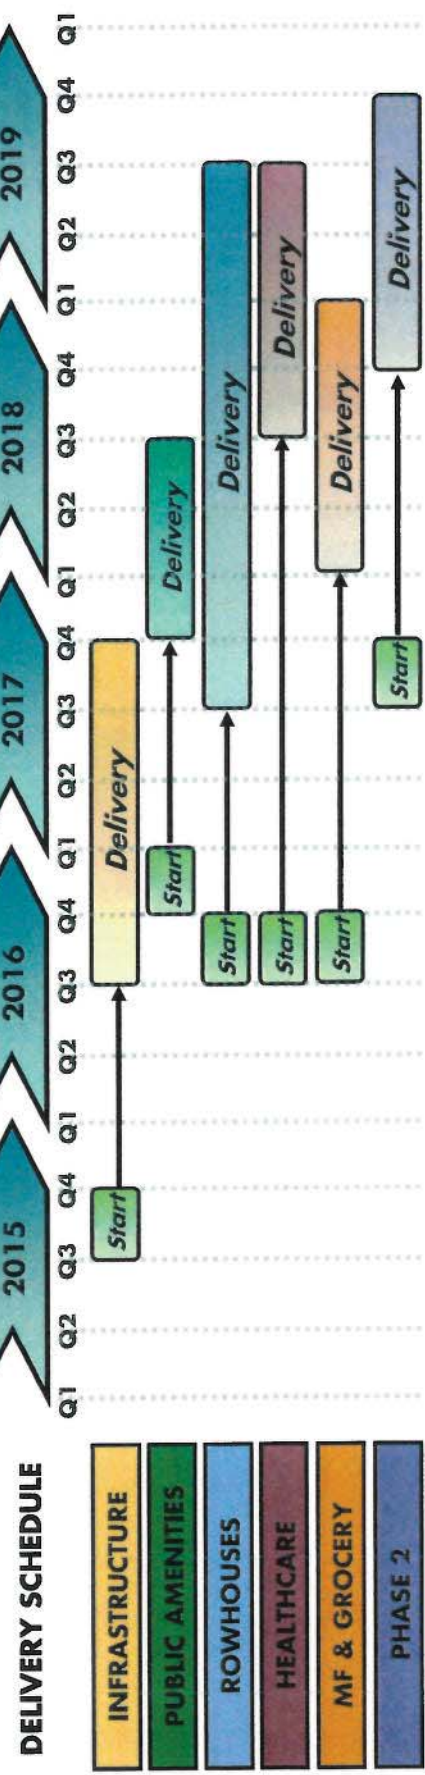 DELIVERY SCHEDULE
2015 2016 2017 2018 2019
Q1 Q2 Q3 Q4 Q1 Q2 Q3 Q4 Q1 Q2 Q3 Q4 Q1 Q2 Q3 Q4 Q1 Q2 Q3 Q4 Q1
INFRASTRUCTURE Start Delivery
PUBLIC AMENITIES Start Delivery
ROWHOUSES Start Delivery
HEALTHCARE Start Delivery
MF & GROCERY Start Delivery
PHASE 2 Start Delivery